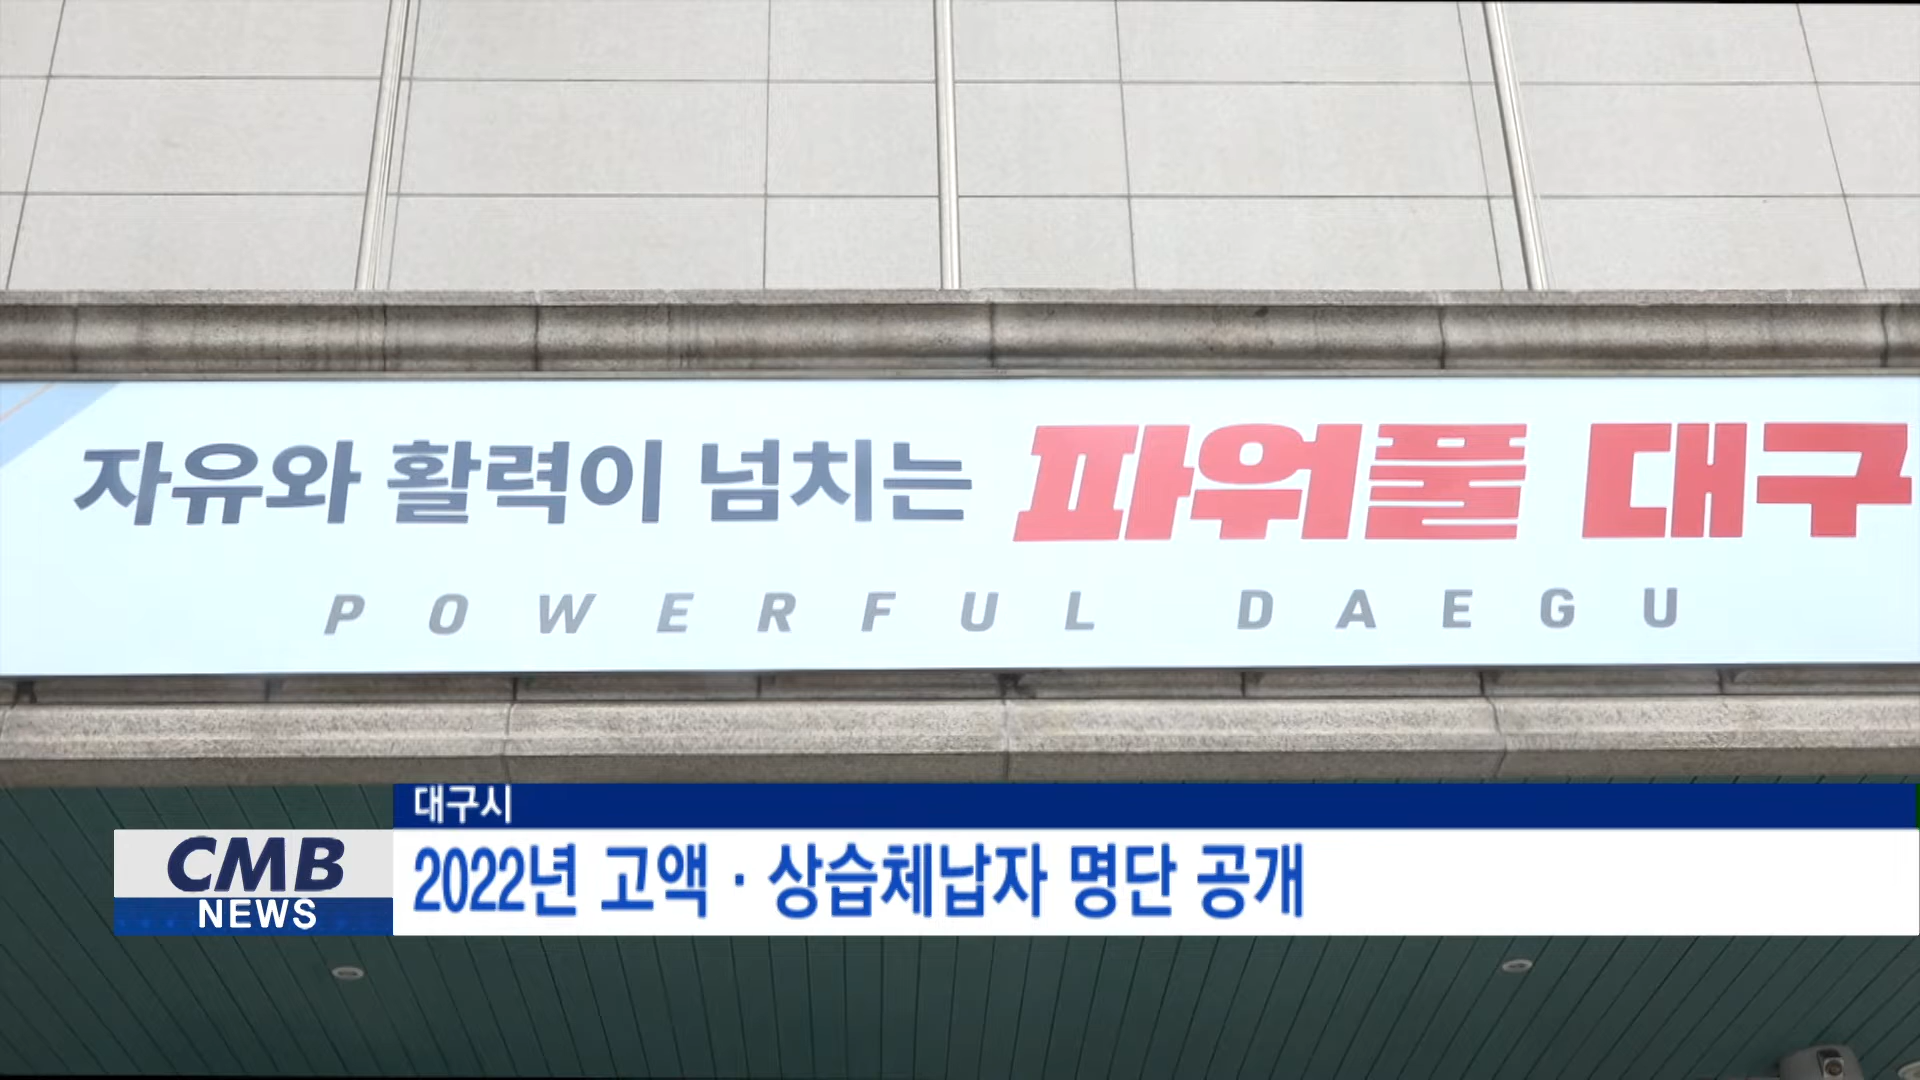 자유와 활력이 넘치는 파워풀 대구
POWERFUL DAEGU
대구시
CMB
NEWS
2022년 고액·상습체납자 명단 공개